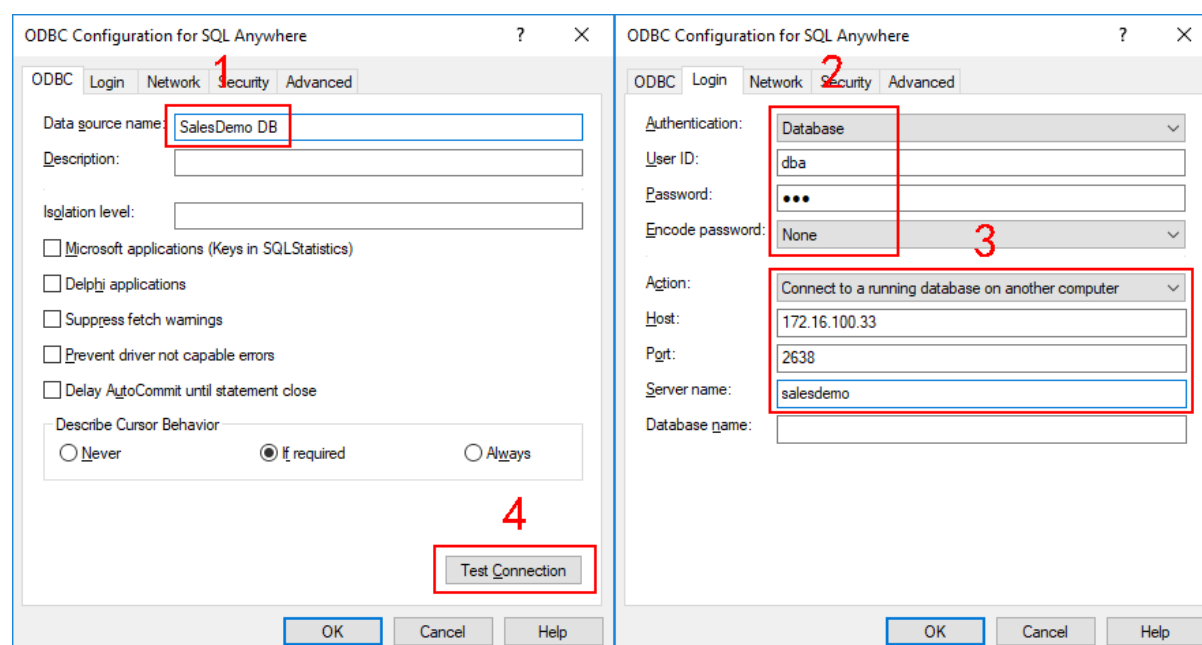 ODBC Configuration for SQL Anywhere ?
ODBC Login Network Security Advanced
1
Data source name: SalesDemo DB
Description:
Isolation level:
Microsoft applications (Keys in SQLStatistics)
Delphi applications
Suppress fetch warnings
Prevent driver not capable errors
Delay AutoCommit until statement close
Describe Cursor Behavior
Never If required Always
4
Test Connection
OK Cancel Help
ODBC Configuration for SQL Anywhere ?
ODBC Login Network Security Advanced
2
Authentication: Database
User ID: dba
Password: •••
Encode password: None
3
Action: Connect to a running database on another computer
Host: 172.16.100.33
Port: 2638
Server name: salesdemo
Database name:
OK Cancel Help